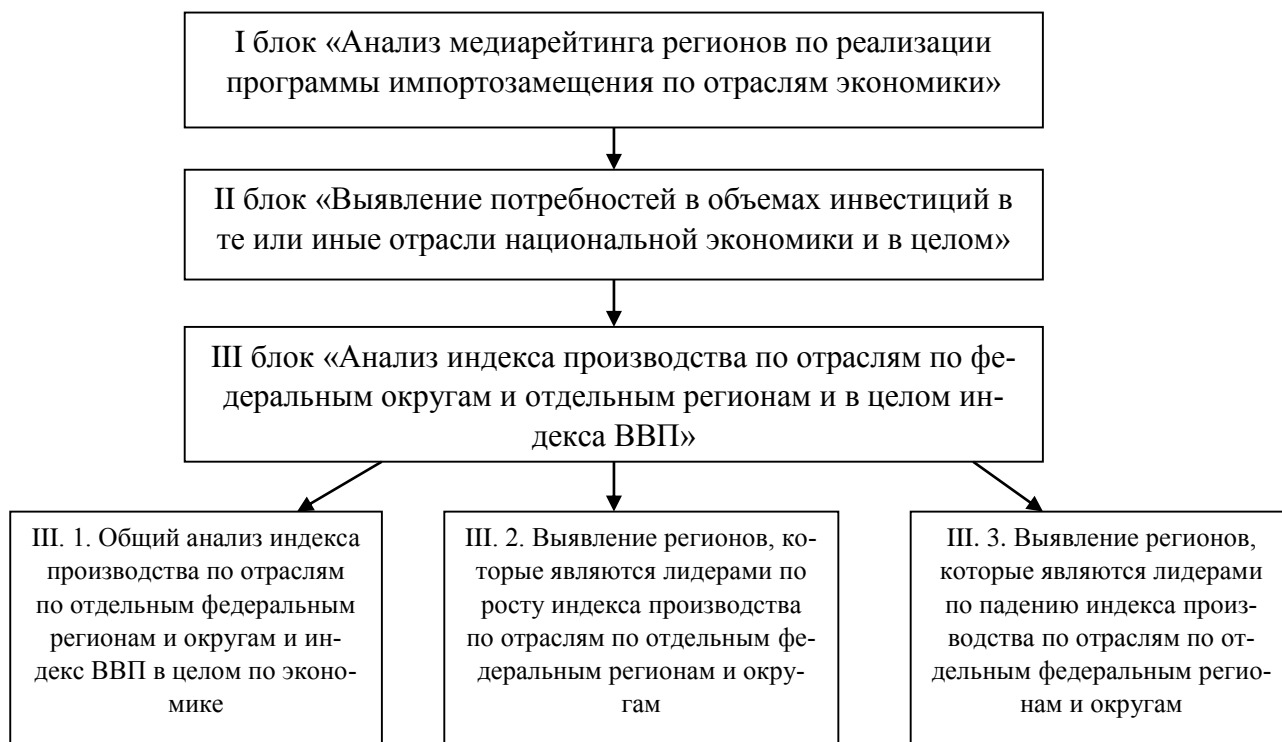 I блок «Анализ медиарейтинга регионов по реализации
программы импортозамещения по отраслям экономики»
II блок «Выявление потребностей в объемах инвестиций в
те или иные отрасли национальной экономики и в целом»
III блок «Анализ индекса производства по отраслям по фе-
деральным округам и отдельным регионам и в целом ин-
декса ВВП»
III. 1. Общий анализ индекса
производства по отраслям
по отдельным федеральным
регионам и округам и ин-
декс ВВП в целом по эконо-
мике
III. 2. Выявление регионов, ко-
торые являются лидерами по
росту индекса производства
по отраслям по отдельным фе-
деральным регионам и окру-
гам
III. 3. Выявление регионов,
которые являются лидерами
по падению индекса произ-
водства по отраслям по от-
дельным федеральным регио-
нам и округам